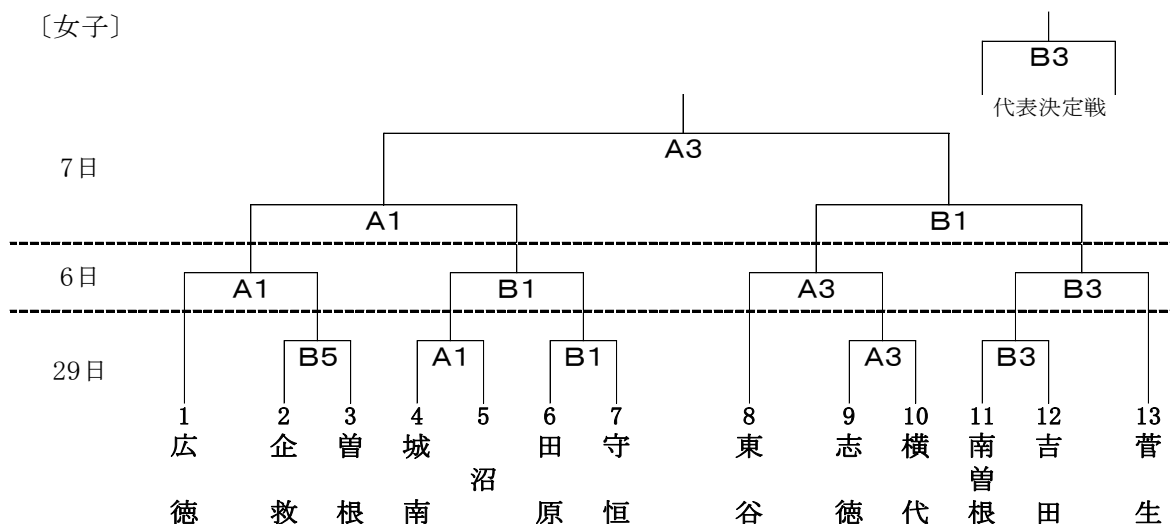 〔女子〕
B3
代表決定戦
A3
7日
A1
B1
6日
A1
B1
A3
B3
29日
B5
A1
B1
A3
B3
1
2
3
4
5
6
7
8
9
10
11
12
13
広徳
企救
曽根
城南
沼
田原
守恒
東谷
志徳
横代
南曽根
吉田
菅生